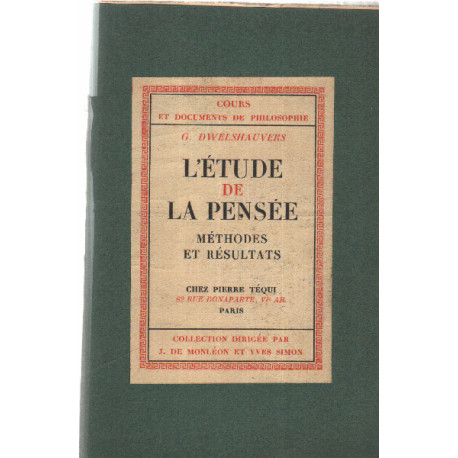 COURS
ET DOCUMENTS DE PHILOSOPHIE
G. DWELSHAUVERS
L'ÉTUDE
DE
LA PENSÉE
MÉTHODES
ET RÉSULTATS
CHEZ PIERRE TÉQUI
82 RUE BONAPARTE, VIe AR.
PARIS
COLLECTION DIRIGÉE PAR
J. DE MONLÉON ET YVES SIMON